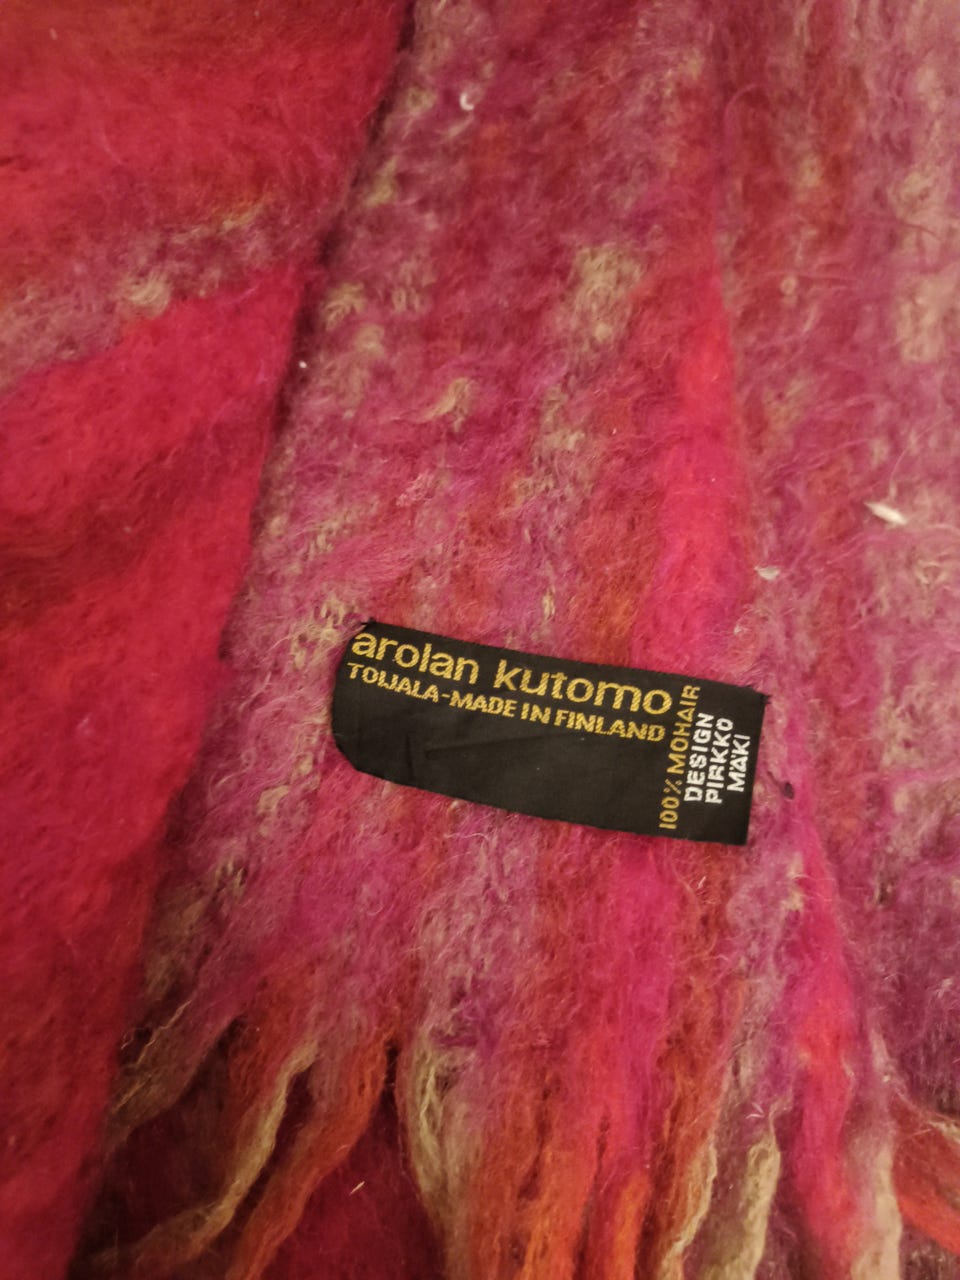 arolan kutomo
TOIJALA-MADE IN FINLAND
100% MOHAIR
DESIGN
PIRKKO
MÄKI